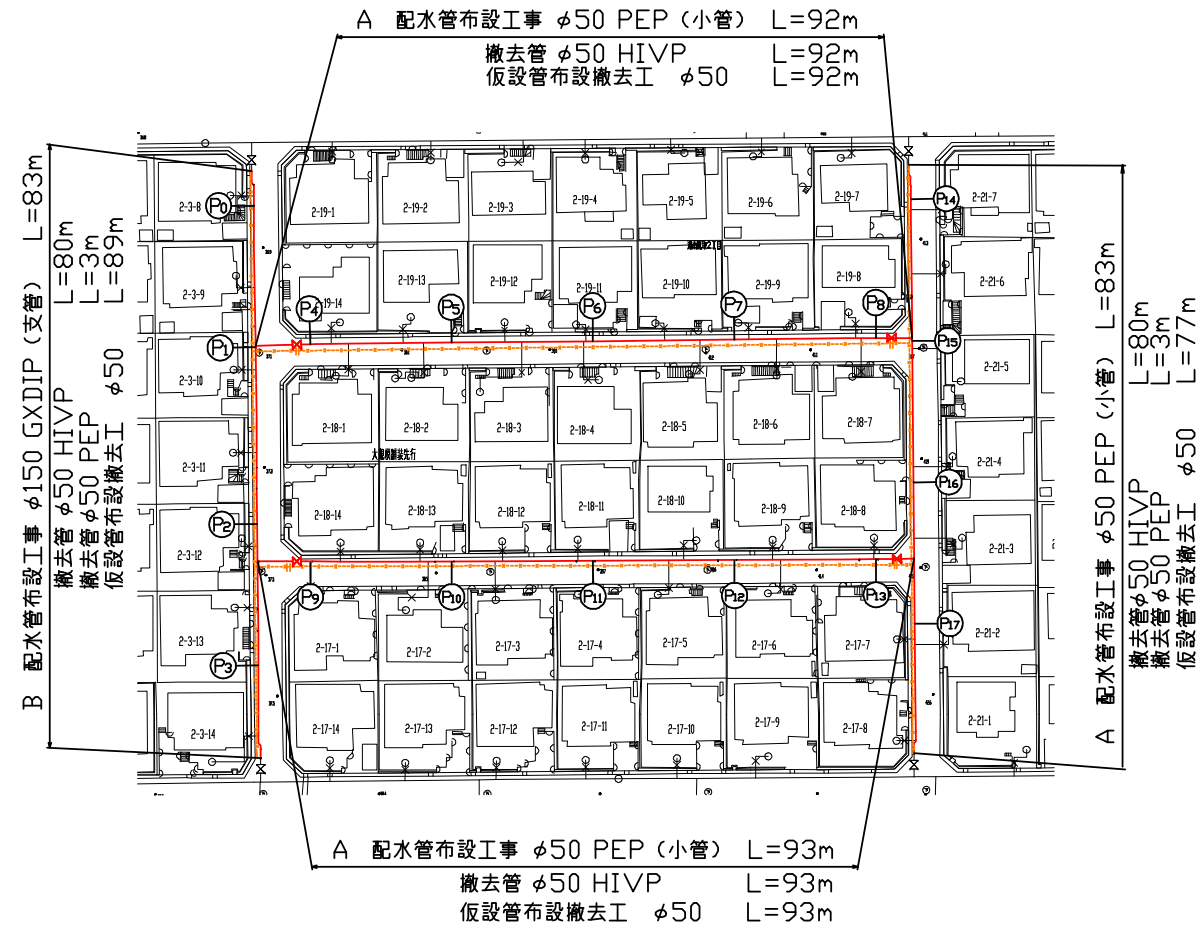 A 配水管布設工事 φ50 PEP（小管） L=92m
撤去管 φ50 HIVP L=92m
仮設管布設撤去工 φ50 L=92m
B 配水管布設工事 φ150 GXDIP（支管） L=83m
撤去管 φ50 HIVP L=80m
撤去管 φ50 PEP L=3m
仮設管布設撤去工 φ50 L=89m
2-3-8
P0
2-19-1
2-19-2
2-19-3
2-19-4
2-19-5
2-19-6
2-19-7
P14
2-21-7
2-3-9
2-19-14
2-19-13
2-19-12
2-19-11
2-19-10
2-19-9
2-19-8
2-21-6
P4
P5
P6
P7
P8
P1
P15
2-3-10
2-21-5
2-18-1
2-18-2
2-18-3
2-18-4
2-18-5
2-18-6
2-18-7
2-3-11
2-21-4
P16
2-18-14
2-18-13
2-18-12
2-18-11
2-18-10
2-18-9
2-18-8
P2
2-3-12
2-21-3
P9
P10
P11
P12
P13
2-3-13
P17
2-21-2
2-17-1
2-17-2
2-17-3
2-17-4
2-17-5
2-17-6
2-17-7
P3
2-3-14
2-17-14
2-17-13
2-17-12
2-17-11
2-17-10
2-17-9
2-17-8
2-21-1
A 配水管布設工事 φ50 PEP（小管） L=83m
撤去管φ50 HIVP L=80m
撤去管φ50 PEP L=3m
仮設管布設撤去工 φ50 L=77m
A 配水管布設工事 φ50 PEP（小管） L=93m
撤去管 φ50 HIVP L=93m
仮設管布設撤去工 φ50 L=93m